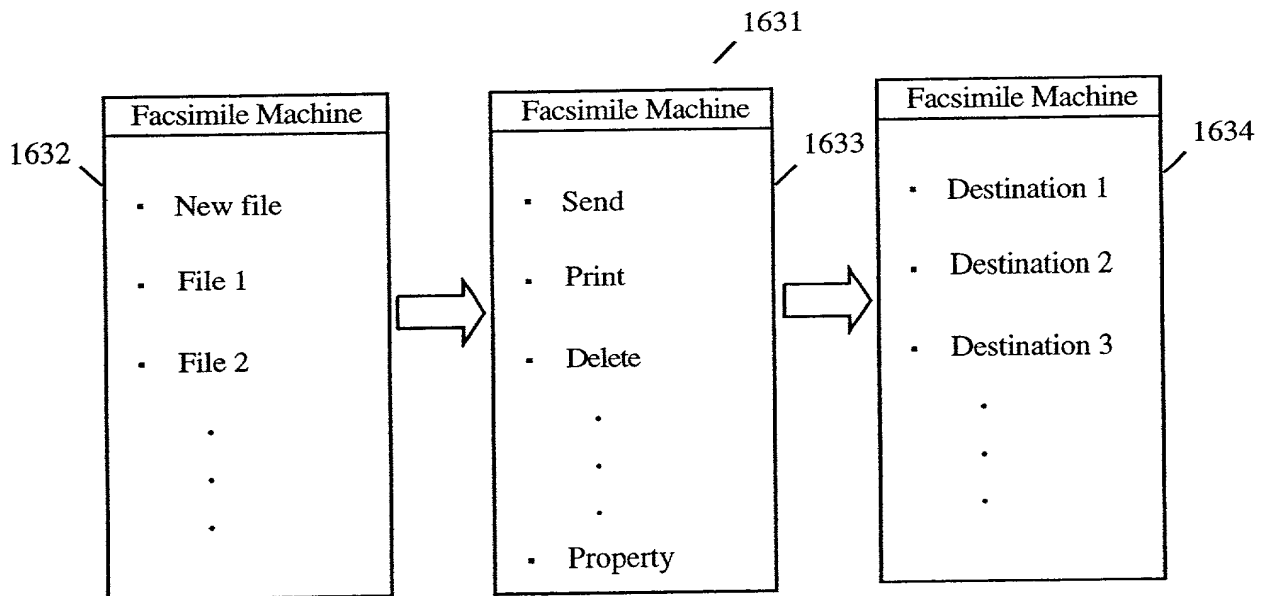 1631
Facsimile Machine
1632
▪ New file
▪ File 1
▪ File 2
.
.
.
Facsimile Machine
1633
▪ Send
▪ Print
▪ Delete
.
.
.
▪ Property
Facsimile Machine
1634
▪ Destination 1
▪ Destination 2
▪ Destination 3
.
.
.